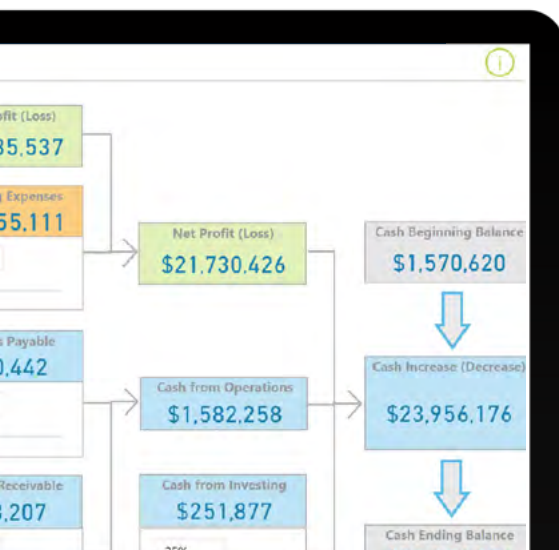 ofit (Loss)
35,537
g Expenses
55,111
Net Profit (Loss)
$21,730,426
Cash Beginning Balance
$1,570,620
s Payable
0,442
Cash from Operations
$1,582,258
Cash Increase (Decrease)
$23,956,176
Receivable
3,207
Cash from Investing
$251,877
Cash Ending Balance